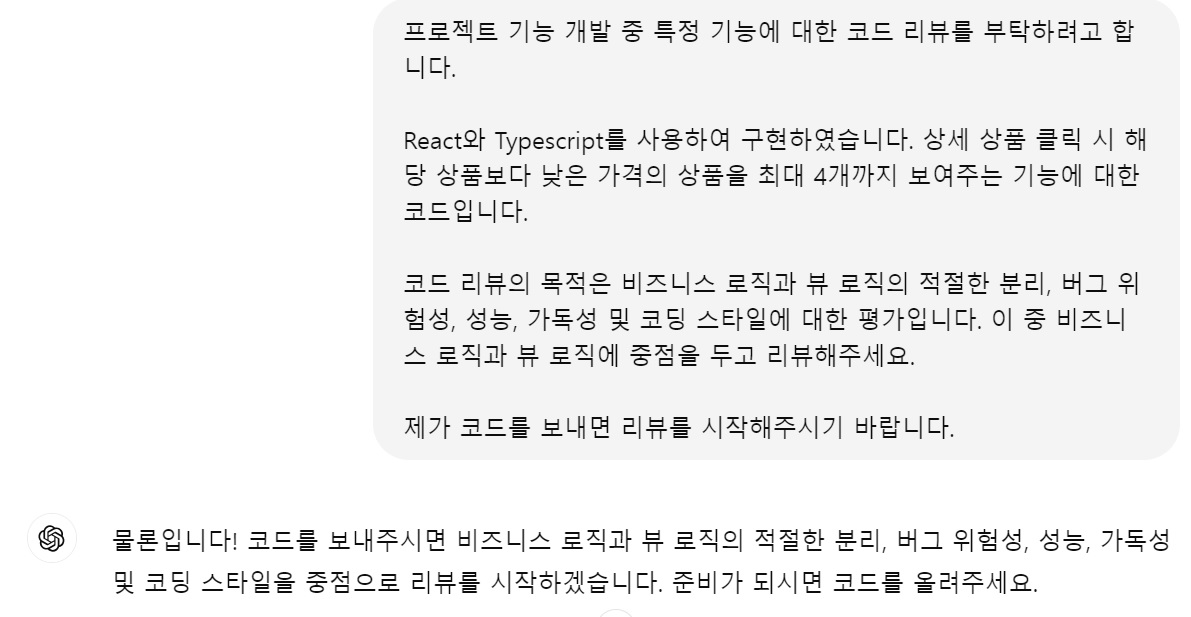 프로젝트 기능 개발 중 특정 기능에 대한 코드 리뷰를 부탁하려고 합
니다.
React와 Typescript를 사용하여 구현하였습니다. 상세 상품 클릭 시 해
당 상품보다 낮은 가격의 상품을 최대 4개까지 보여주는 기능에 대한
코드입니다.
코드 리뷰의 목적은 비즈니스 로직과 뷰 로직의 적절한 분리, 버그 위
험성, 성능, 가독성 및 코딩 스타일에 대한 평가입니다. 이 중 비즈니
스 로직과 뷰 로직에 중점을 두고 리뷰해주세요.
제가 코드를 보내면 리뷰를 시작해주시기 바랍니다.
물론입니다! 코드를 보내주시면 비즈니스 로직과 뷰 로직의 적절한 분리, 버그 위험성, 성능, 가독성
및 코딩 스타일을 중점으로 리뷰를 시작하겠습니다. 준비가 되시면 코드를 올려주세요.